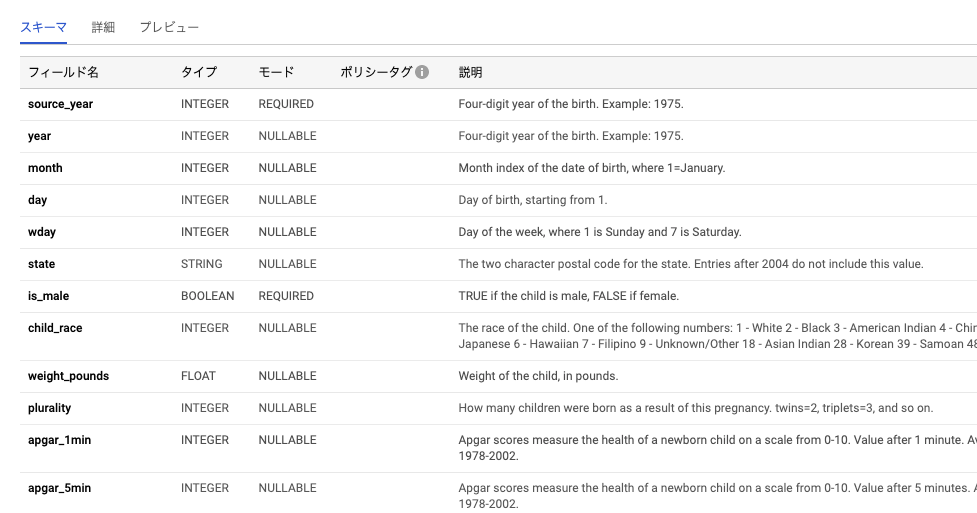 スキーマ 詳細 プレビュー
フィールド名 タイプ モード ポリシータグ 説明
source_year INTEGER REQUIRED Four-digit year of the birth. Example: 1975.
year INTEGER NULLABLE Four-digit year of the birth. Example: 1975.
month INTEGER NULLABLE Month index of the date of birth, where 1=January.
day INTEGER NULLABLE Day of birth, starting from 1.
wday INTEGER NULLABLE Day of the week, where 1 is Sunday and 7 is Saturday.
state STRING NULLABLE The two character postal code for the state. Entries after 2004 do not include this value.
is_male BOOLEAN REQUIRED TRUE if the child is male, FALSE if female.
child_race INTEGER NULLABLE The race of the child. One of the following numbers: 1 - White 2 - Black 3 - American Indian 4 -
Japanese 6 - Hawaiian 7 - Filipino 9 - Unknown/Other 18 - Asian Indian 28 - Korean 39 - Samoan
weight_pounds FLOAT NULLABLE Weight of the child, in pounds.
plurality INTEGER NULLABLE How many children were born as a result of this pregnancy. twins=2, triplets=3, and so on.
apgar_1min INTEGER NULLABLE Apgar scores measure the health of a newborn child on a scale from 0-10. Value after 1 minute.
1978-2002.
apgar_5min INTEGER NULLABLE Apgar scores measure the health of a newborn child on a scale from 0-10. Value after 5 minutes.
1978-2002.